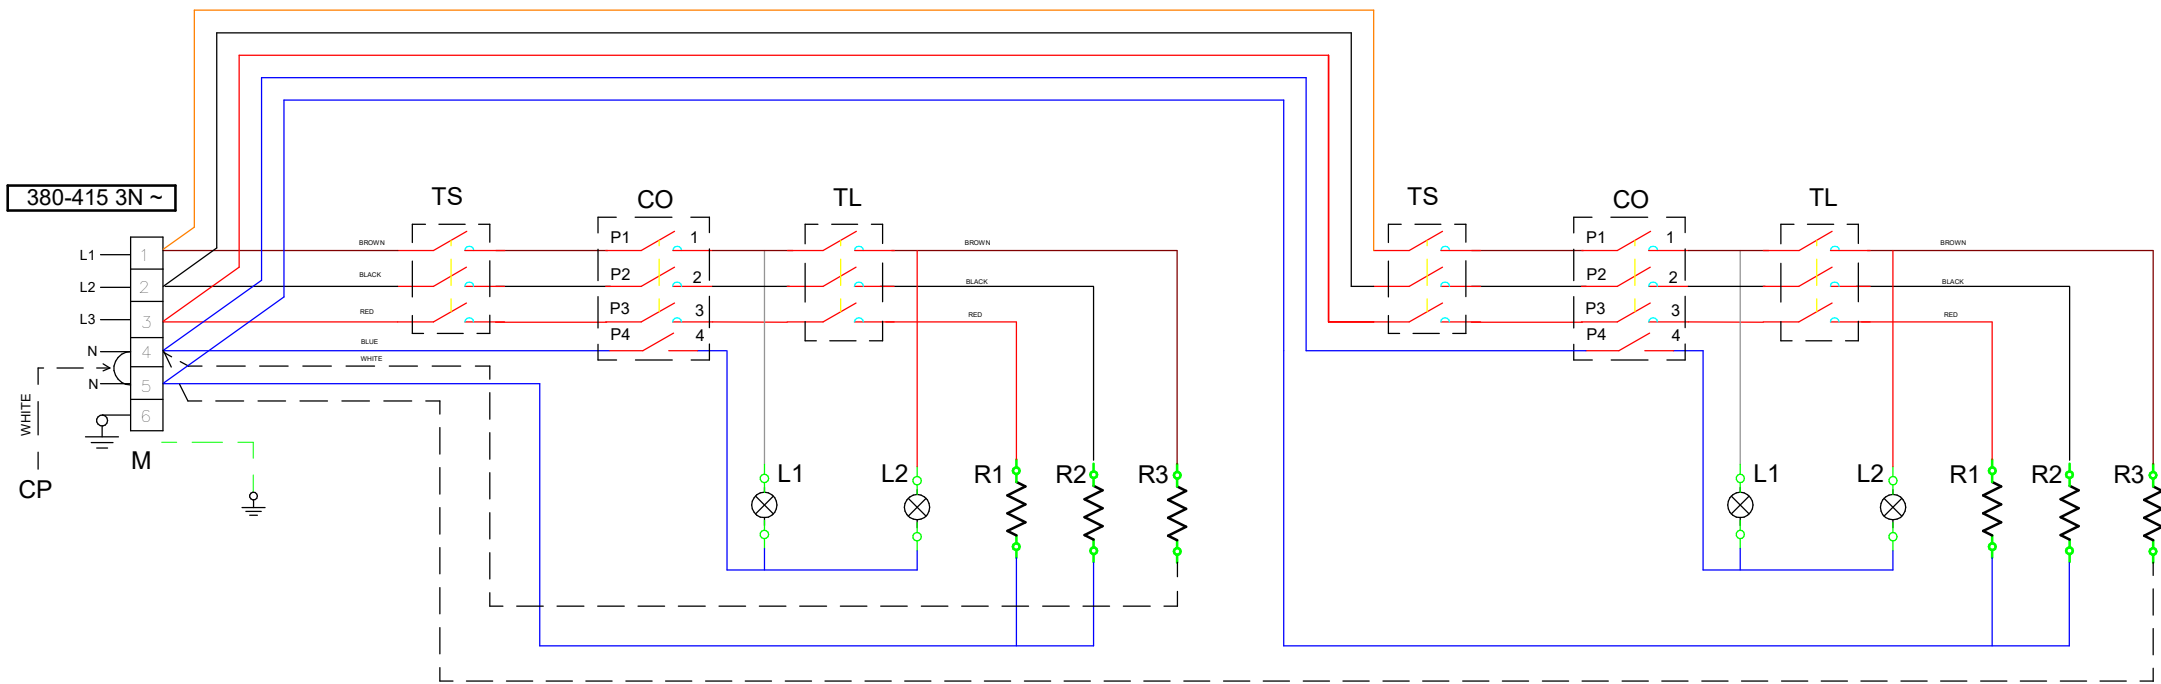 380-415 3N ~
TS
CO
TL
TS
CO
TL
L1
1
BROWN
P1
1
BROWN
P1
1
BROWN
L2
2
BLACK
P2
2
BLACK
P2
2
BLACK
L3
3
RED
P3
3
RED
P3
3
RED
N
4
BLUE
P4
4
P4
4
WHITE
N
5
6
WHITE
M
CP
L1
L2
R1
R2
R3
L1
L2
R1
R2
R3